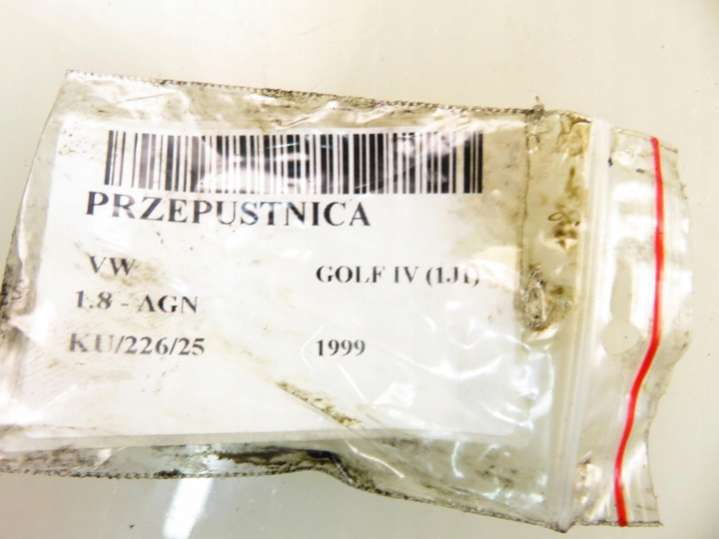 PRZEPUSTNICA
VW GOLF IV (1J1)
1.8 - AGN
KU/226/25 1999